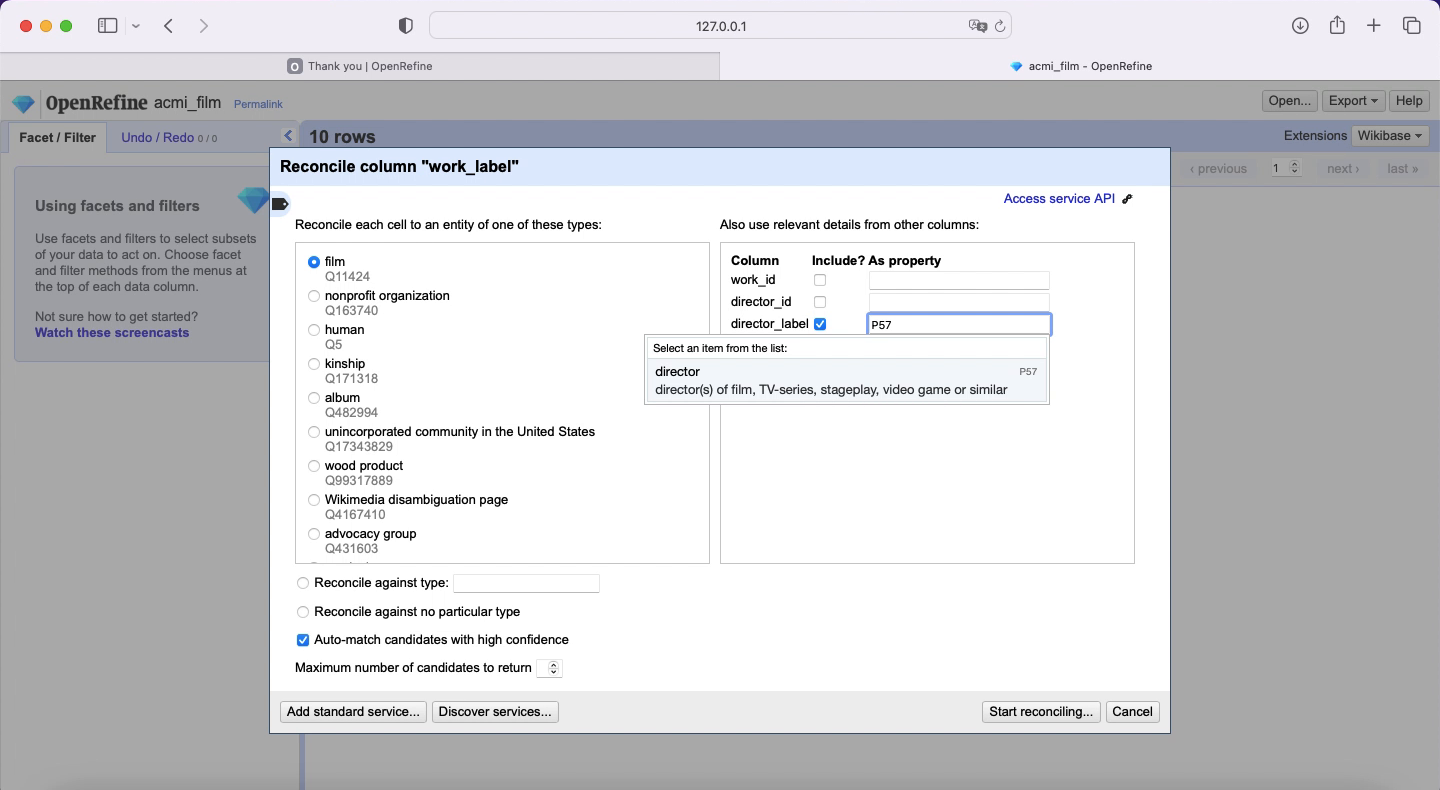 127.0.0.1
Thank you | OpenRefine
acmi_film - OpenRefine
OpenRefine acmi_film Permalink
Open... Export Help
Facet / Filter Undo / Redo 0 / 0
10 rows
Extensions Wikibase
‹ previous 1 next › last »
Using facets and filters
Use facets and filters to select subsets
of your data to act on. Choose facet
and filter methods from the menus at
the top of each data column.
Not sure how to get started?
Watch these screencasts
Reconcile column "work_label"
Access service API
Reconcile each cell to an entity of one of these types:
film
Q11424
nonprofit organization
Q163740
human
Q5
kinship
Q171318
album
Q482994
unincorporated community in the United States
Q17343829
wood product
Q99317889
Wikimedia disambiguation page
Q4167410
advocacy group
Q431603
Also use relevant details from other columns:
Column Include? As property
work_id
director_id
director_label P57
Select an item from the list:
director P57
director(s) of film, TV-series, stageplay, video game or similar
Reconcile against type:
Reconcile against no particular type
Auto-match candidates with high confidence
Maximum number of candidates to return
Add standard service... Discover services... Start reconciling... Cancel